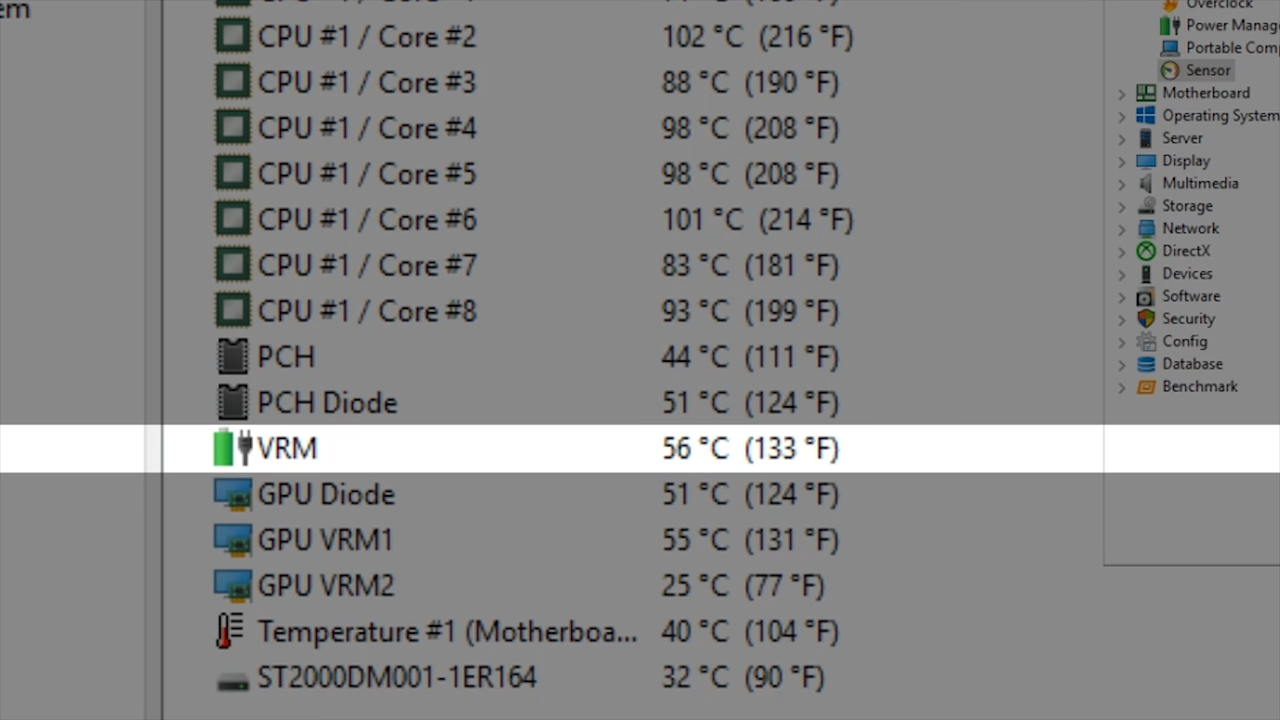 em
CPU #1 / Core #2 102 °C (216 °F)
CPU #1 / Core #3 88 °C (190 °F)
CPU #1 / Core #4 98 °C (208 °F)
CPU #1 / Core #5 98 °C (208 °F)
CPU #1 / Core #6 101 °C (214 °F)
CPU #1 / Core #7 83 °C (181 °F)
CPU #1 / Core #8 93 °C (199 °F)
PCH 44 °C (111 °F)
PCH Diode 51 °C (124 °F)
VRM 56 °C (133 °F)
GPU Diode 51 °C (124 °F)
GPU VRM1 55 °C (131 °F)
GPU VRM2 25 °C (77 °F)
Temperature #1 (Motherboa... 40 °C (104 °F)
ST2000DM001-1ER164 32 °C (90 °F)
Overclock
Power Manag
Portable Com
Sensor
Motherboard
Operating System
Server
Display
Multimedia
Storage
Network
DirectX
Devices
Software
Security
Config
Database
Benchmark